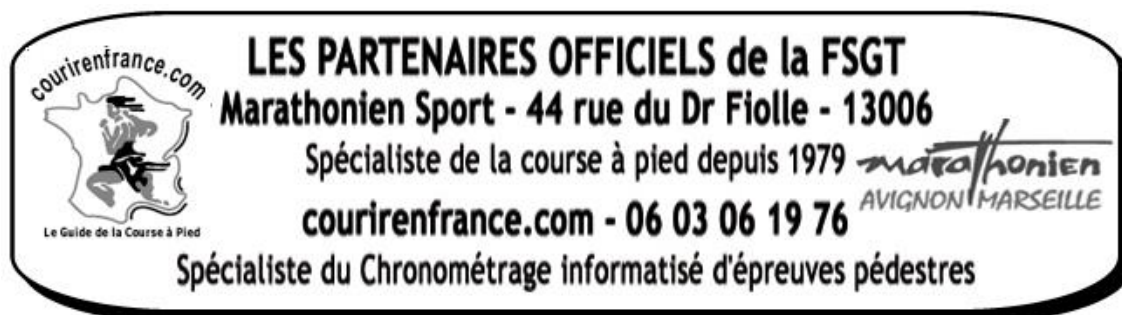 courirenfrance.com
Le Guide de la Course à Pied
LES PARTENAIRES OFFICIELS de la FSGT
Marathonien Sport - 44 rue du Dr Fiolle - 13006
Spécialiste de la course à pied depuis 1979
marathonien
AVIGNON MARSEILLE
courirenfrance.com - 06 03 06 19 76
Spécialiste du Chronométrage informatisé d'épreuves pédestres